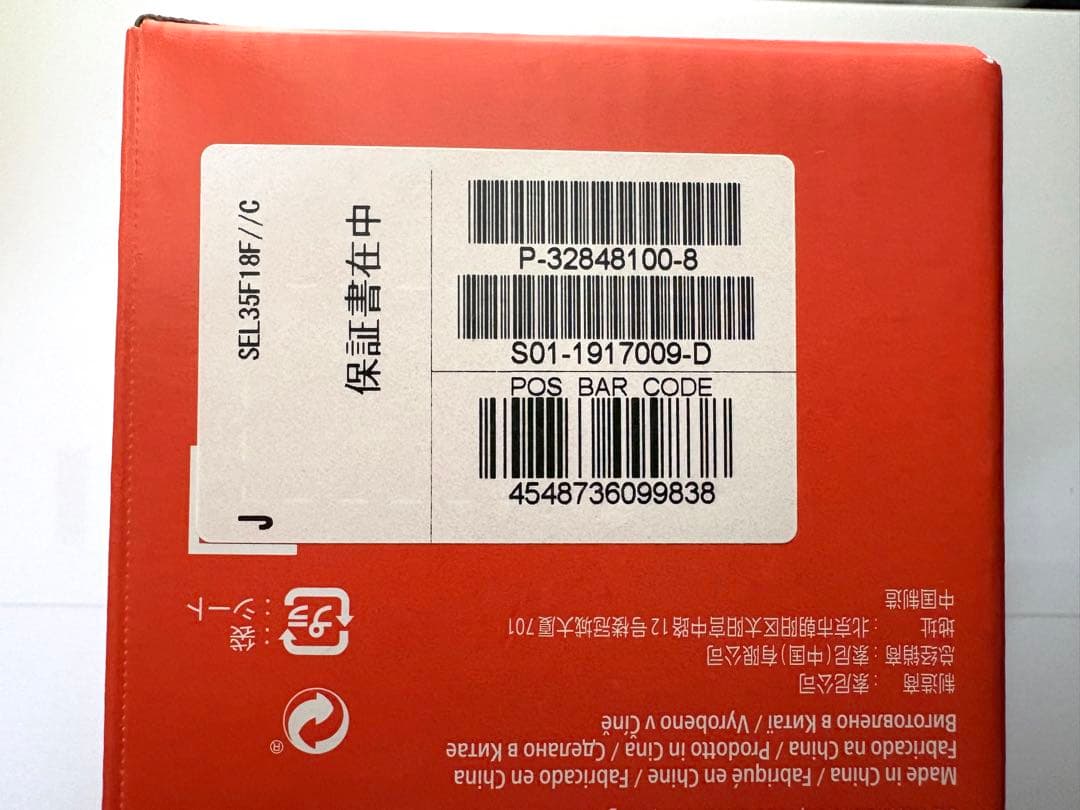 SEL35F18F//C
保証書在中
J
P-32848100-8
S01-1917009-D
POS BAR CODE
4548736099838
プラ
袋:
シート:
®
Made in China / Fabriqué en Chine / Fabricado en China
Fabricado na China / Prodotto in Cina / Сделано в Китае
Виготовлено в Китаї / Vyrobeno v Číně
制造商 : 索尼公司
总经销商 : 索尼(中国)有限公司
地址 : 北京市朝阳区太阳宫中路12号楼冠城大厦701
中国制造